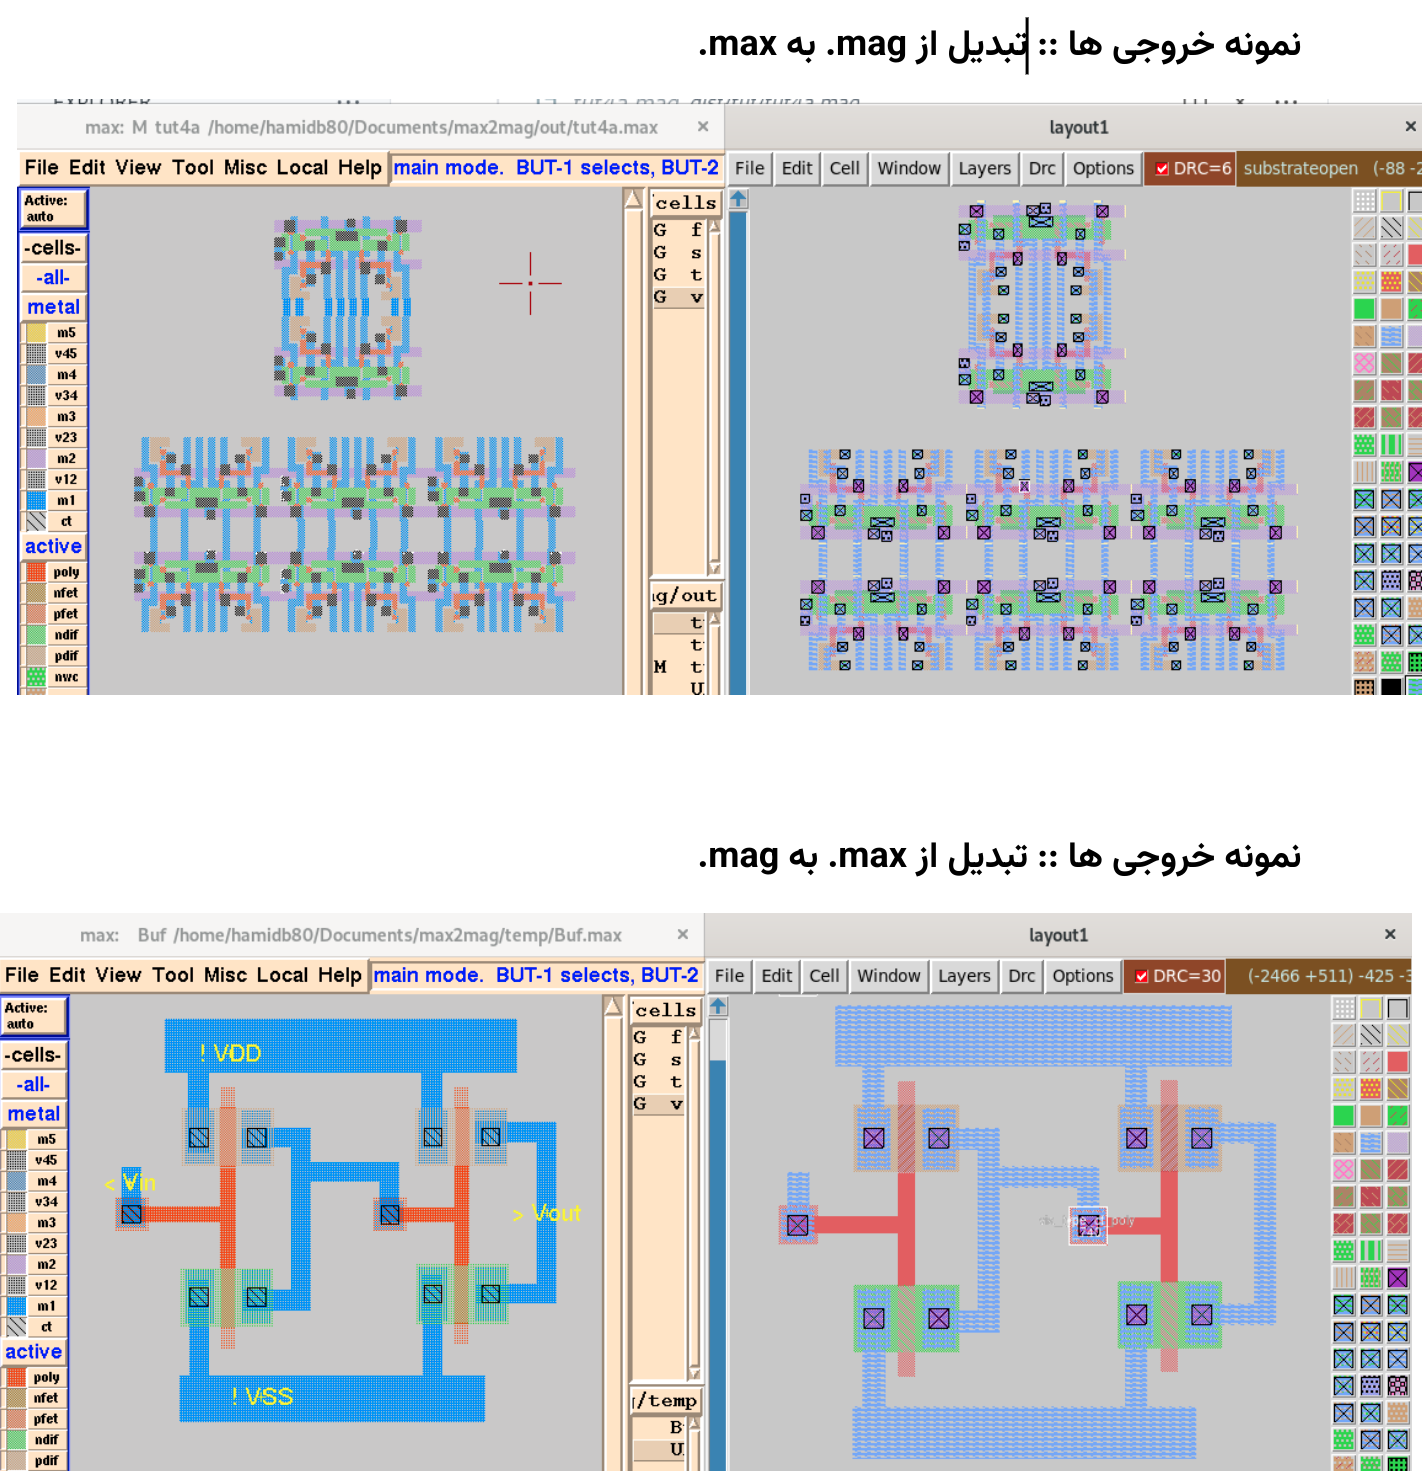 نمونه خروجی ها :: تبدیل از mag. به max.
max: M tut4a /home/hamidb80/Documents/max2mag/out/tut4a.max ×
layout1 ×
File Edit View Tool Misc Local Help main mode. BUT-1 selects, BUT-2
File Edit Cell Window Layers Drc Options DRC=6 substrateopen (-88 -2
Active:
auto
-cells-
-all-
metal
m5
v45
m4
v34
m3
v23
m2
v12
m1
ct
active
poly
nfet
pfet
ndif
pdif
nwc
cells
G f
G s
G t
G v
ag/out
t
t
M t
U
نمونه خروجی ها :: تبدیل از max. به mag.
max: Buf /home/hamidb80/Documents/max2mag/temp/Buf.max ×
layout1 ×
File Edit View Tool Misc Local Help main mode. BUT-1 selects, BUT-2
File Edit Cell Window Layers Drc Options DRC=30 (-2466 +511) -425 -3
Active:
auto
-cells-
-all-
metal
m5
v45
m4
v34
m3
v23
m2
v12
m1
ct
active
poly
nfet
pfet
ndif
pdif
! VDD
< Vin
> Vout
! VSS
cells
G f
G s
G t
G v
/temp
B
U